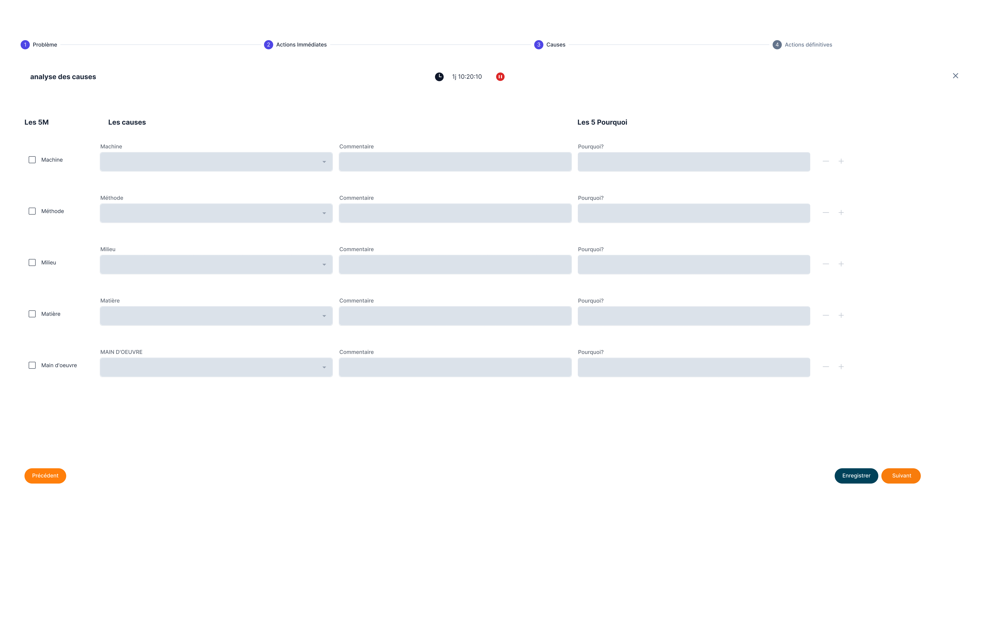 1 Problème 2 Actions Immédiates 3 Causes 4 Actions définitives
analyse des causes 1j 10:20:10
Les 5M Les causes Les 5 Pourquoi
Machine Commentaire Pourquoi?
Machine
Méthode Commentaire Pourquoi?
Méthode
Milieu Commentaire Pourquoi?
Milieu
Matière Commentaire Pourquoi?
Matière
MAIN D'OEUVRE Commentaire Pourquoi?
Main d'oeuvre
Précédent Enregistrer Suivant